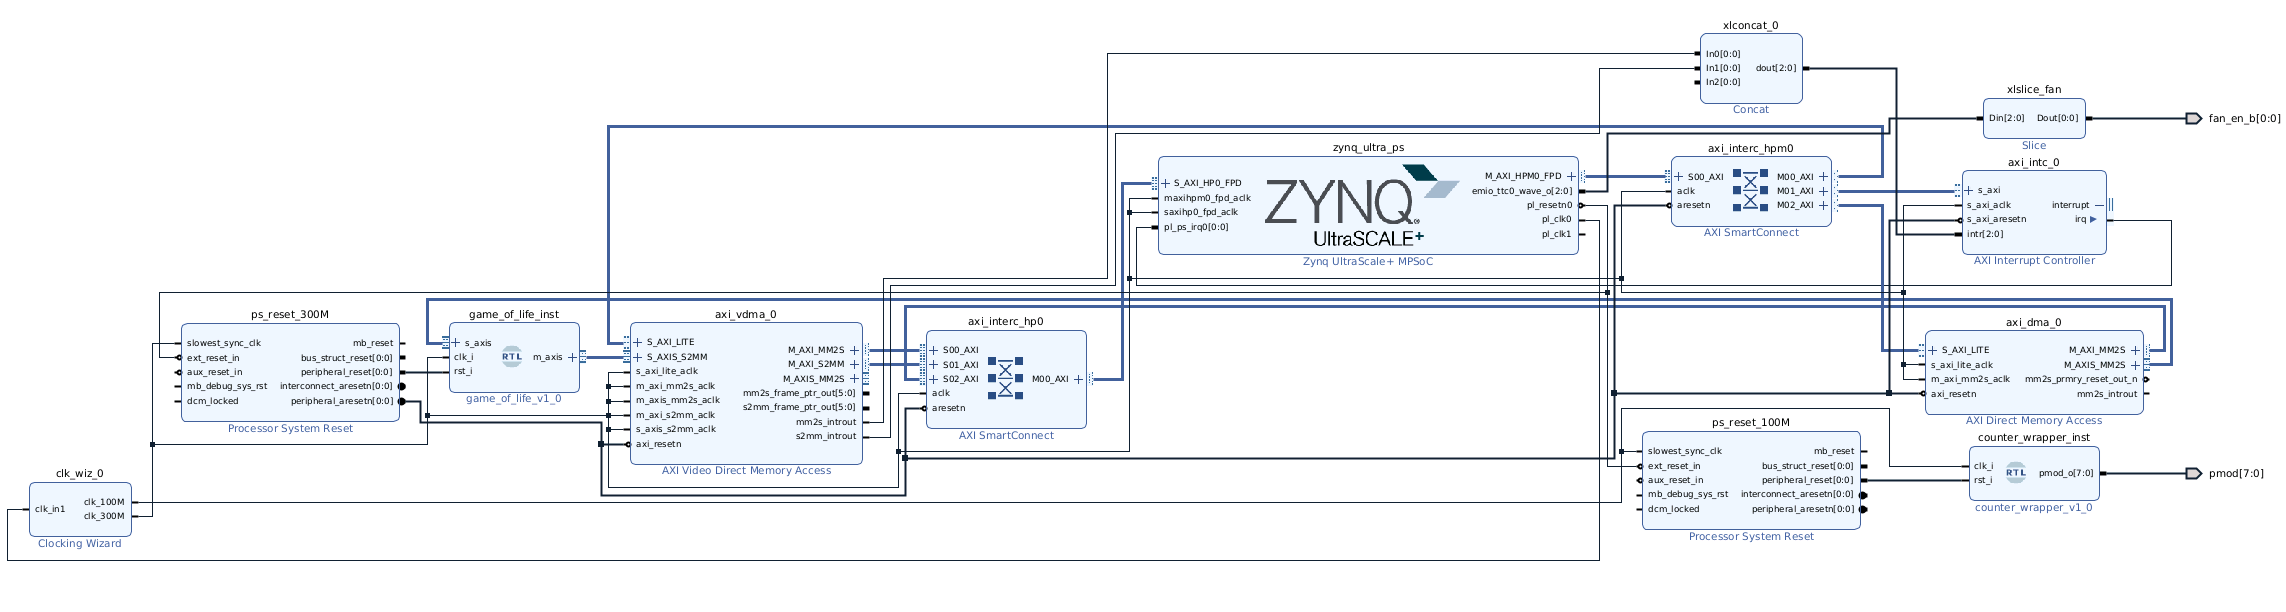 xlconcat_0
In0[0:0]
In1[0:0] dout[2:0]
In2[0:0]
Concat
xlslice_fan
Din[2:0] Dout[0:0]
Slice
fan_en_b[0:0]
zynq_ultra_ps
S_AXI_HP0_FPD
maxihpm0_fpd_aclk
saxihp0_fpd_aclk
pl_ps_irq0[0:0]
ZYNQ
UltraSCALE+
M_AXI_HPM0_FPD
emio_ttc0_wave_o[2:0]
pl_resetn0
pl_clk0
pl_clk1
Zynq UltraScale+ MPSoC
axi_interc_hpm0
S00_AXI M00_AXI
aclk M01_AXI
aresetn M02_AXI
AXI SmartConnect
axi_intc_0
s_axi
s_axi_aclk interrupt
s_axi_aresetn irq
intr[2:0]
AXI Interrupt Controller
ps_reset_300M
slowest_sync_clk mb_reset
ext_reset_in bus_struct_reset[0:0]
aux_reset_in peripheral_reset[0:0]
mb_debug_sys_rst interconnect_aresetn[0:0]
dcm_locked peripheral_aresetn[0:0]
Processor System Reset
game_of_life_inst
s_axis
clk_i RTL m_axis
rst_i
game_of_life_v1_0
axi_vdma_0
S_AXI_LITE
S_AXIS_S2MM
s_axi_lite_aclk
m_axi_mm2s_aclk
m_axis_mm2s_aclk
m_axi_s2mm_aclk
s_axis_s2mm_aclk
axi_resetn
M_AXI_MM2S
M_AXI_S2MM
M_AXIS_MM2S
mm2s_frame_ptr_out[5:0]
s2mm_frame_ptr_out[5:0]
mm2s_introut
s2mm_introut
AXI Video Direct Memory Access
axi_interc_hp0
S00_AXI
S01_AXI
S02_AXI M00_AXI
aclk
aresetn
AXI SmartConnect
axi_dma_0
S_AXI_LITE M_AXI_MM2S
s_axi_lite_aclk M_AXIS_MM2S
m_axi_mm2s_aclk mm2s_prmry_reset_out_n
axi_resetn mm2s_introut
AXI Direct Memory Access
ps_reset_100M
slowest_sync_clk mb_reset
ext_reset_in bus_struct_reset[0:0]
aux_reset_in peripheral_reset[0:0]
mb_debug_sys_rst interconnect_aresetn[0:0]
dcm_locked peripheral_aresetn[0:0]
Processor System Reset
counter_wrapper_inst
clk_i
rst_i RTL pmod_o[7:0]
counter_wrapper_v1_0
pmod[7:0]
clk_wiz_0
clk_in1 clk_100M
clk_300M
Clocking Wizard